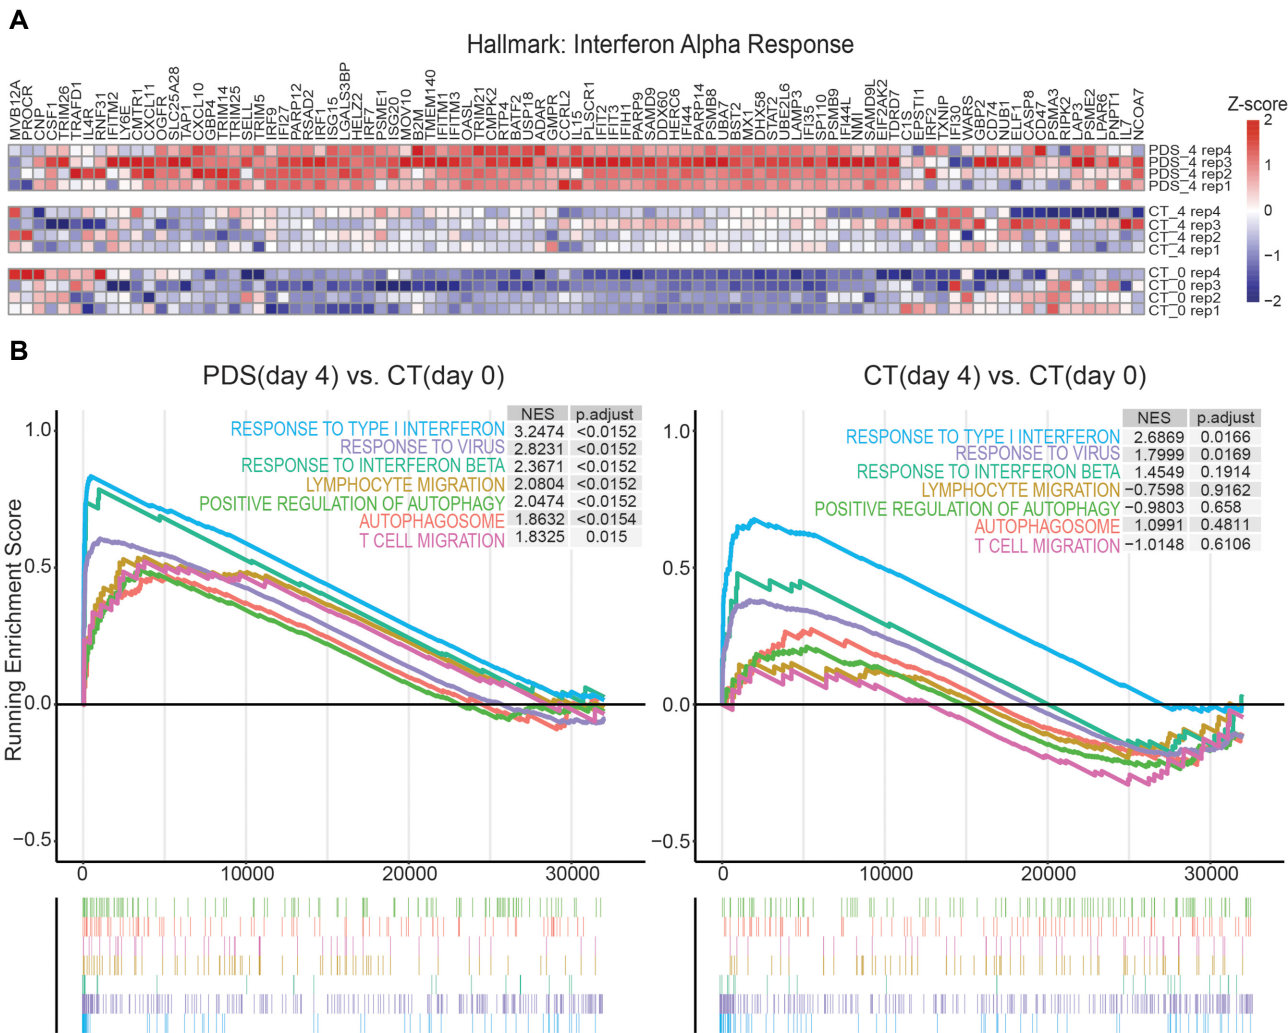 A
Hallmark: Interferon Alpha Response
MVB12A PROCR CNP CSF1 TRIM26 TRAFD1 IL4R RNF31 IFITM2 LY6E CMTR1 CXCL11 OGFR SLC25A28 TAP1 CXCL10 GBP4 TRIM14 TRIM25 SELL TRIM5 IRF9 IFI27 PARP12 RSAD2 IRF1 ISG15 LGALS3BP HELZ2 IRF7 PSME1 ISG20 MOV10 B2M TMEM140 IFITM1 IFITM3 OASL TRIM21 CMPK2 TXNIP BATF2 USP18 ADAR GMPR CCRL2 IL15 PLSCR1 IFIT2 IFIT3 IFIH1 PARP9 SAMD9 DDX60 HERC6 IFI44 PARP14 PSMB8 UBA7 BST2 MX1 DHX58 STAT2 UBE2L6 LAMP3 IFI35 SP110 PSMB9 IFI44L NMI SAMD9L EIF2AK2 TDRD7 C1S EPSTI1 IRF2 TXNIP IFI30 WARS CD74 NUB1 ELF1 CASP8 CD47 PSMA3 LAP3 PSME2 LPAR6 PNPT1 IL7 NCOA7
Z-score
2
1
0
−1
−2
PDS_4 rep4
PDS_4 rep3
PDS_4 rep2
PDS_4 rep1
CT_4 rep4
CT_4 rep3
CT_4 rep2
CT_4 rep1
CT_0 rep4
CT_0 rep3
CT_0 rep2
CT_0 rep1
B
PDS(day 4) vs. CT(day 0)
NES p.adjust
RESPONSE TO TYPE I INTERFERON 3.2474 <0.0152
RESPONSE TO VIRUS 2.8231 <0.0152
RESPONSE TO INTERFERON BETA 2.3671 <0.0152
LYMPHOCYTE MIGRATION 2.0804 <0.0152
POSITIVE REGULATION OF AUTOPHAGY 2.0474 <0.0152
AUTOPHAGOSOME 1.8632 <0.0154
T CELL MIGRATION 1.8325 0.015
Running Enrichment Score
1.0
0.5
0.0
−0.5
0 10000 20000 30000
CT(day 4) vs. CT(day 0)
NES p.adjust
RESPONSE TO TYPE I INTERFERON 2.6869 0.0166
RESPONSE TO VIRUS 1.7999 0.0169
RESPONSE TO INTERFERON BETA 1.4549 0.1914
LYMPHOCYTE MIGRATION −0.7598 0.9162
POSITIVE REGULATION OF AUTOPHAGY −0.9803 0.658
AUTOPHAGOSOME 1.0991 0.4811
T CELL MIGRATION −1.0148 0.6106
1.0
0.5
0.0
−0.5
0 10000 20000 30000